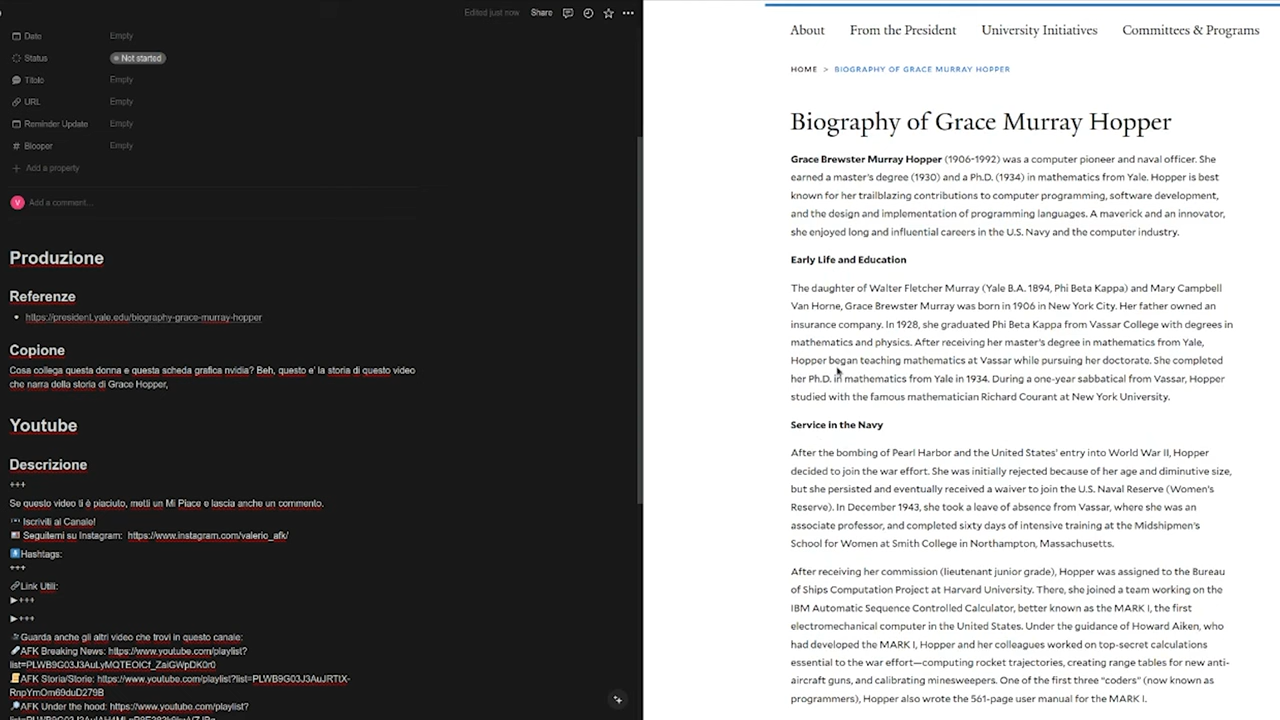 Edited just now Share
Date Empty
Status Not started
Titolo Empty
URL Empty
Reminder Update Empty
# Blooper Empty
+ Add a property
V Add a comment...
Produzione
Referenze
• https://president.yale.edu/biography-grace-murray-hopper
Copione
Cosa collega questa donna e questa scheda grafica nvidia? Beh, questo e' la storia di questo video
che narra della storia di Grace Hopper,
Youtube
Descrizione
+++
Se questo video ti è piaciuto, metti un Mi Piace e lascia anche un commento.
Iscriviti al Canale!
Seguitemi su Instagram: https://www.instagram.com/valerio_afk/
#Hashtags:
+++
🔗Link Utili:
▶+++
▶+++
Guarda anche gli altri video che trovi in questo canale:
AFK Breaking News: https://www.youtube.com/playlist?
AFK Storia/Storie:
AFK Under the hood: https://www.youtube.com/playlist?
About From the President University Initiatives Committees & Programs
HOME > BIOGRAPHY OF GRACE MURRAY HOPPER
Biography of Grace Murray Hopper
Grace Brewster Murray Hopper (1906-1992) was a computer pioneer and naval officer. She
earned a master's degree (1930) and a Ph.D. (1934) in mathematics from Yale. Hopper is best
known for her trailblazing contributions to computer programming, software development,
and the design and implementation of programming languages. A maverick and an innovator,
she enjoyed long and influential careers in the U.S. Navy and the computer industry.
Early Life and Education
The daughter of Walter Fletcher Murray (Yale B.A. 1894, Phi Beta Kappa) and Mary Campbell
Van Horne, Grace Brewster Murray was born in 1906 in New York City. Her father owned an
insurance company. In 1928, she graduated Phi Beta Kappa from Vassar College with degrees in
mathematics and physics. After receiving her master's degree in mathematics from Yale,
Hopper began teaching mathematics at Vassar while pursuing her doctorate. She completed
her Ph.D. in mathematics from Yale in 1934. During a one-year sabbatical from Vassar, Hopper
studied with the famous mathematician Richard Courant at New York University.
Service in the Navy
After the bombing of Pearl Harbor and the United States' entry into World War II, Hopper
decided to join the war effort. She was initially rejected because of her age and diminutive size,
but she persisted and eventually received a waiver to join the U.S. Naval Reserve (Women's
Reserve). In December 1943, she took a leave of absence from Vassar, where she was an
associate professor, and completed sixty days of intensive training at the Midshipmen's
School for Women at Smith College in Northampton, Massachusetts.
After receiving her commission (lieutenant junior grade), Hopper was assigned to the Bureau
of Ships Computation Project at Harvard University. There, she joined a team working on the
IBM Automatic Sequence Controlled Calculator, better known as the MARK I, the first
electromechanical computer in the United States. Under the guidance of Howard Aiken, who
had developed the MARK I, Hopper and her colleagues worked on top-secret calculations
essential to the war effort—computing rocket trajectories, creating range tables for new anti-
aircraft guns, and calibrating minesweepers. One of the first three "coders" (now known as
programmers), Hopper also wrote the 561-page user manual for the MARK I.